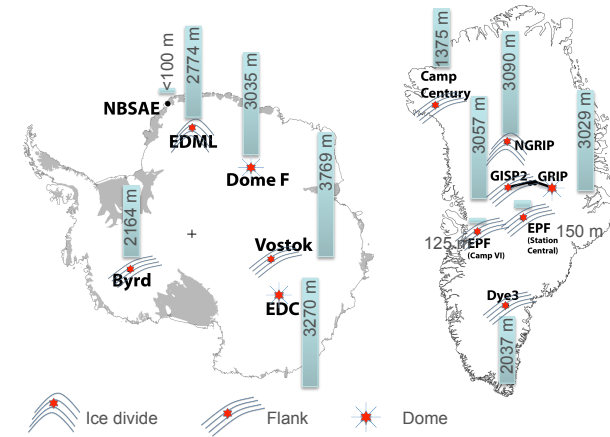 <100 m
2774 m
3035 m
NBSAE
EDML
Dome F
3769 m
2164 m
+
Vostok
Byrd
EDC
3270 m
1375 m
Camp
Century
3090 m
3057 m
3029 m
NGRIP
GISP2
GRIP
125 m
EPF
(Camp VI)
EPF
(Station
Central)
150 m
Dye3
2037 m
Ice divide
Flank
Dome